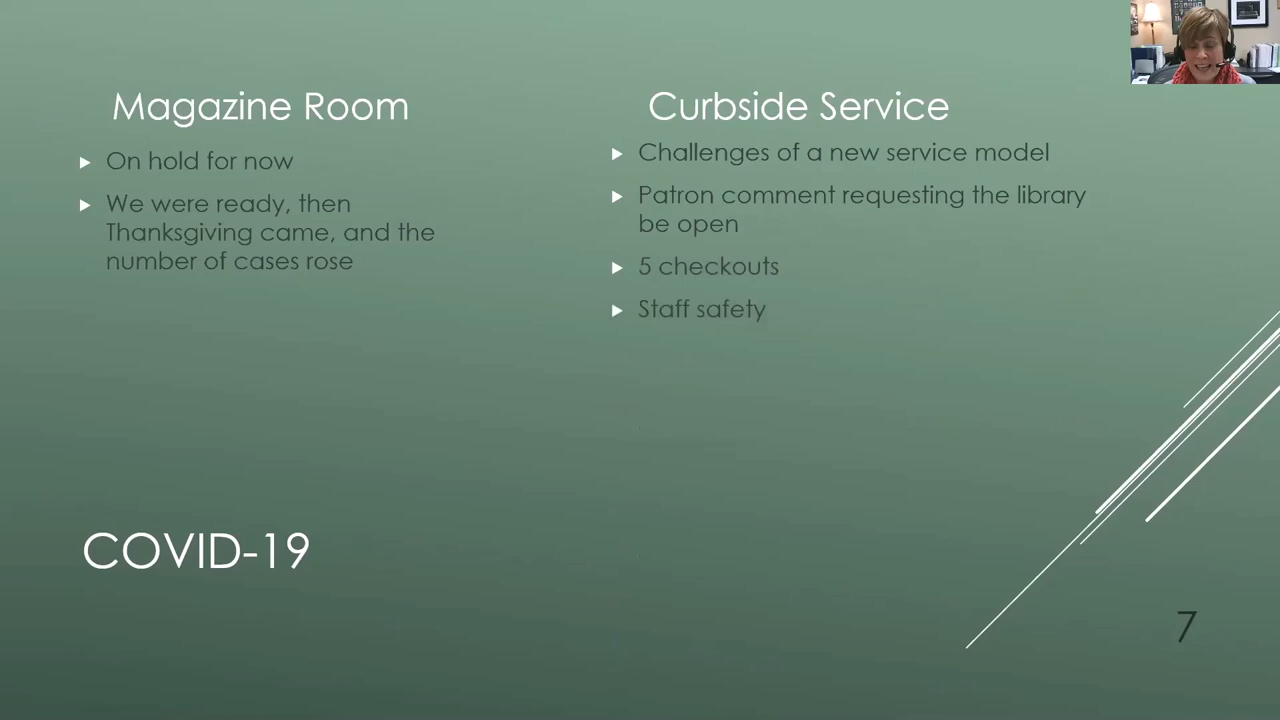 Magazine Room
On hold for now
We were ready, then
Thanksgiving came, and the
number of cases rose
Curbside Service
Challenges of a new service model
Patron comment requesting the library
be open
5 checkouts
Staff safety
COVID-19
7